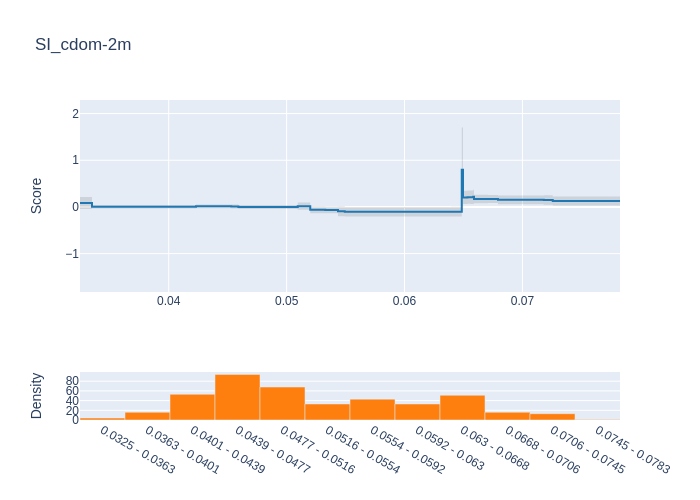 SI_cdom-2m
Score
2
1
0
−1
0.04 0.05 0.06 0.07
Density
80
60
40
20
0
0.0325 - 0.0363
0.0363 - 0.0401
0.0401 - 0.0439
0.0439 - 0.0477
0.0477 - 0.0516
0.0516 - 0.0554
0.0554 - 0.0592
0.0592 - 0.063
0.063 - 0.0668
0.0668 - 0.0706
0.0706 - 0.0745
0.0745 - 0.0783